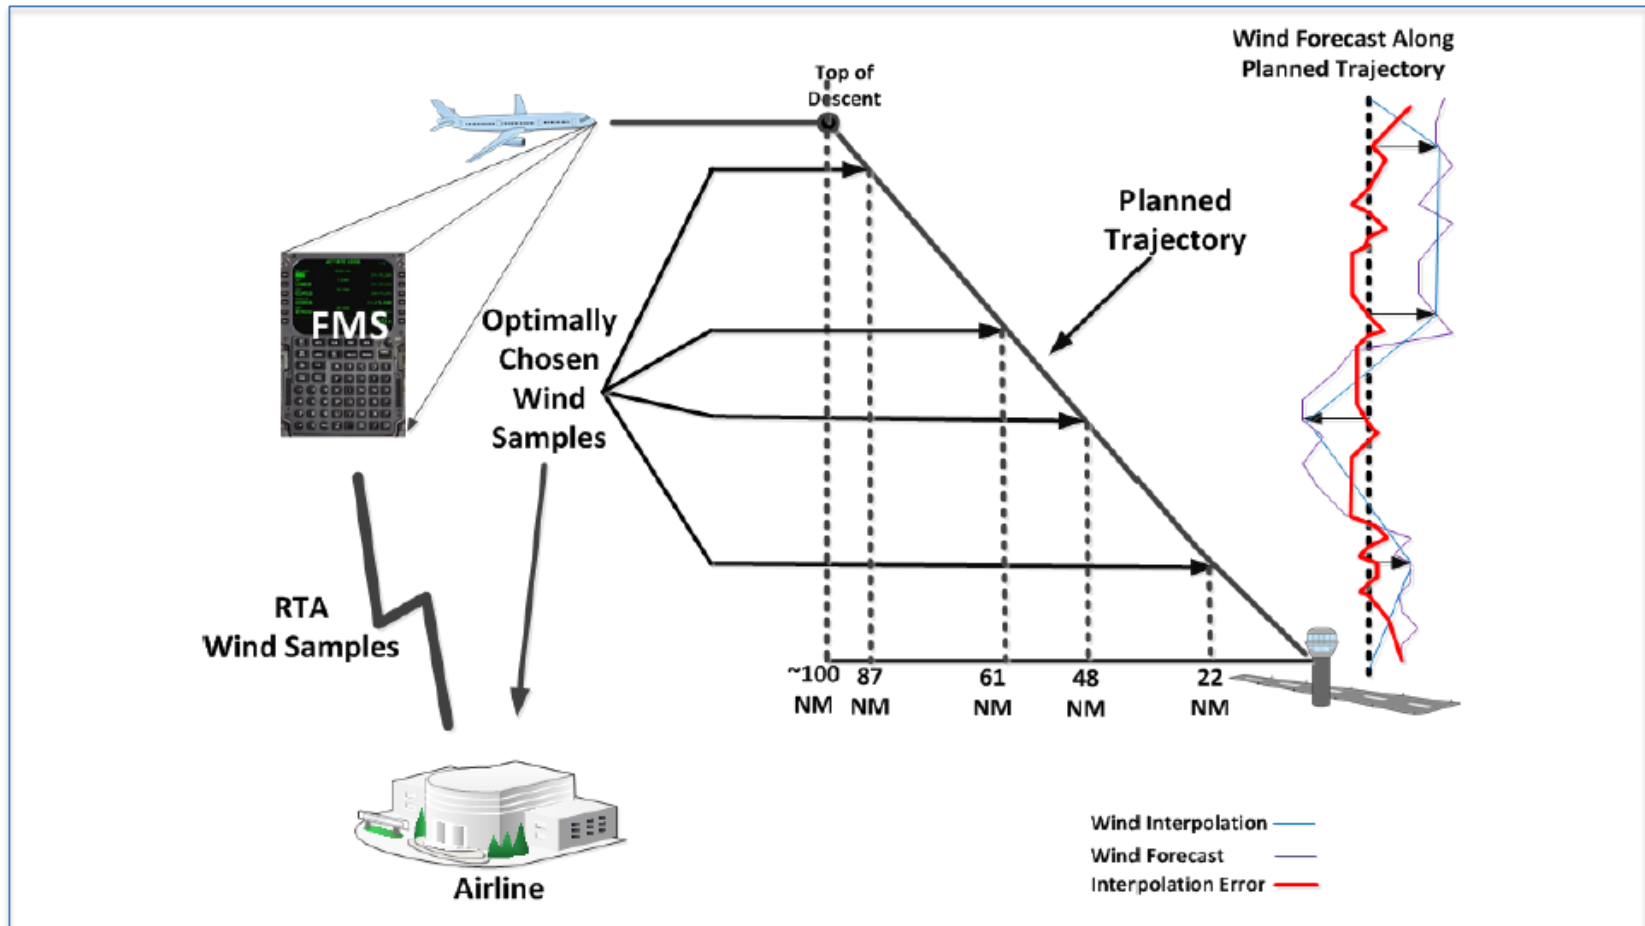 Wind Forecast Along
Planned Trajectory
Top of
Descent
Planned
Trajectory
FMS
Optimally
Chosen
Wind
Samples
RTA
Wind Samples
~100
NM
87
NM
61
NM
48
NM
22
NM
Airline
Wind Interpolation
Wind Forecast
Interpolation Error